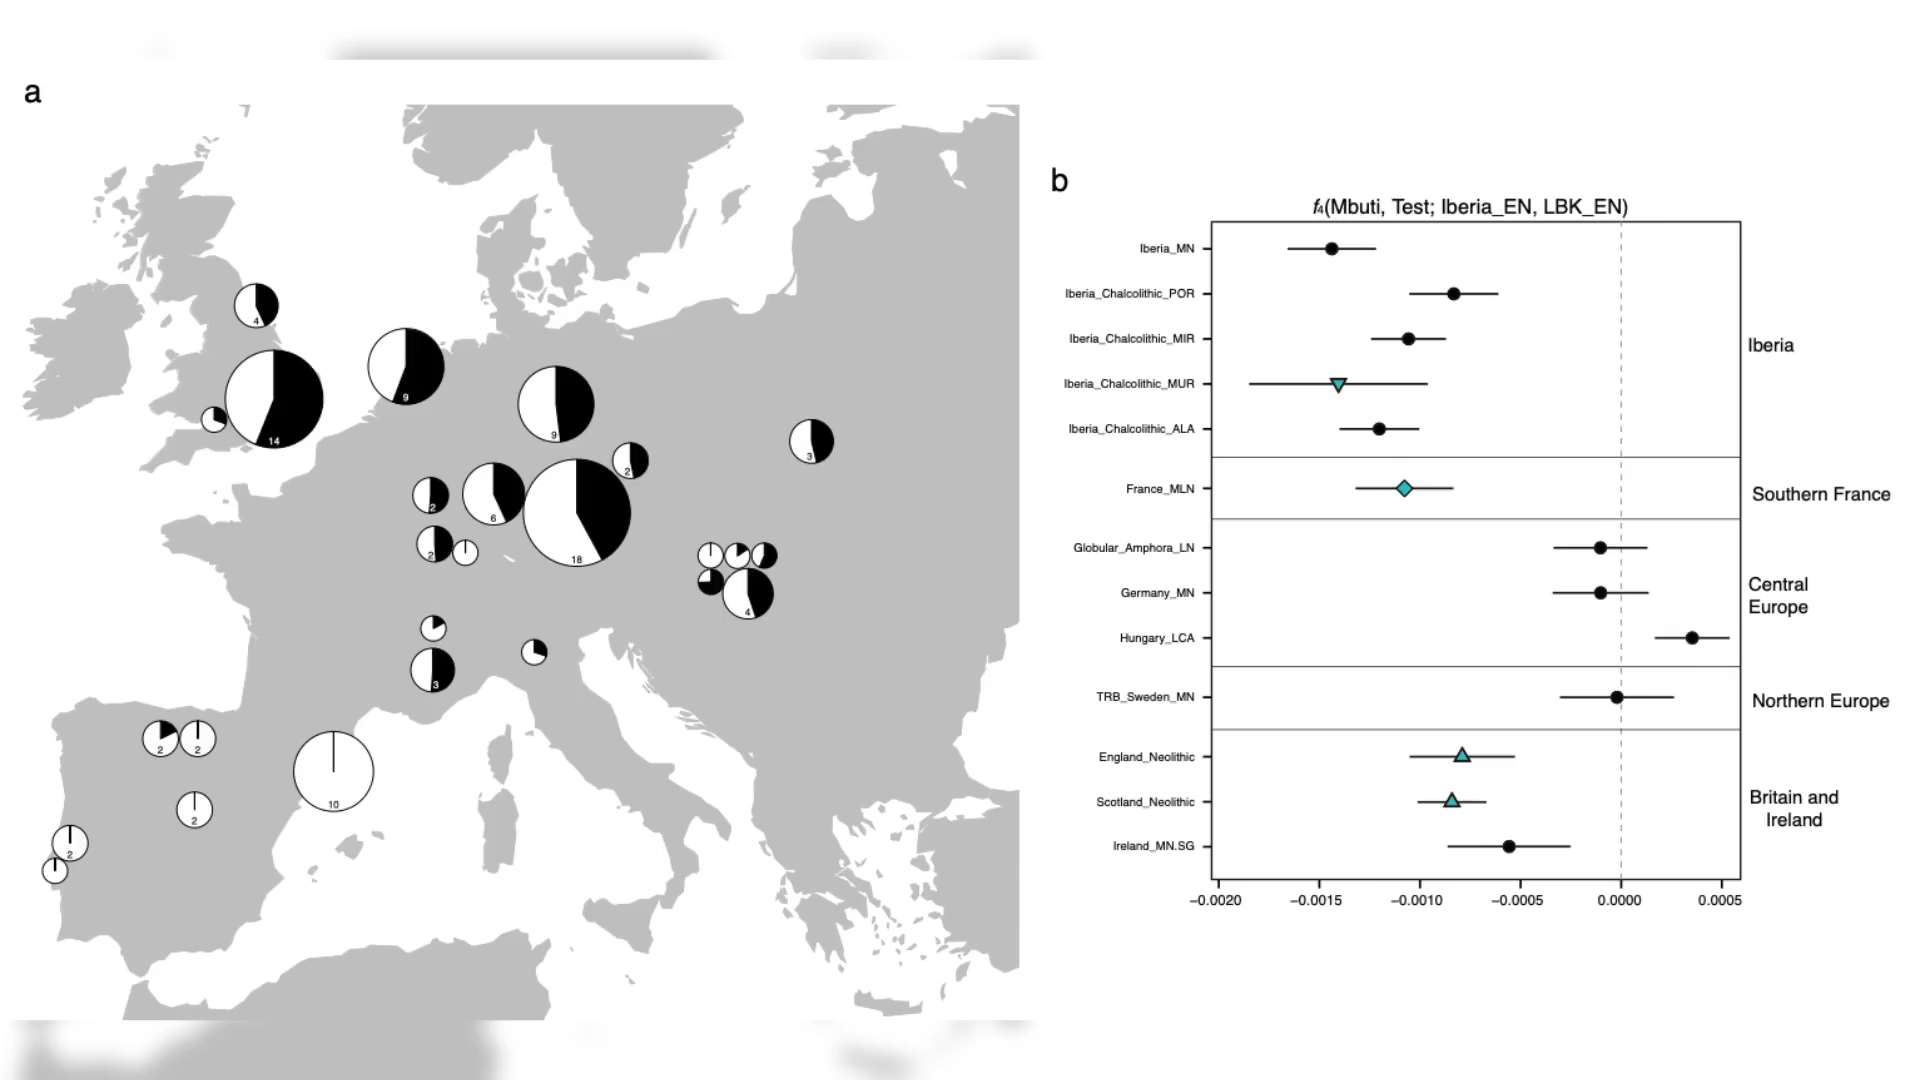 a
4
14
9
9
3
2
2
6
18
2
4
3
2
2
10
2
2
b
f4(Mbuti, Test; Iberia_EN, LBK_EN)
Iberia_MN
Iberia_Chalcolithic_POR
Iberia_Chalcolithic_MIR
Iberia_Chalcolithic_MUR
Iberia_Chalcolithic_ALA
Iberia
France_MLN
Southern France
Globular_Amphora_LN
Germany_MN
Hungary_LCA
Central
Europe
TRB_Sweden_MN
Northern Europe
England_Neolithic
Scotland_Neolithic
Ireland_MN.SG
Britain and
Ireland
−0.0020 −0.0015 −0.0010 −0.0005 0.0000 0.0005